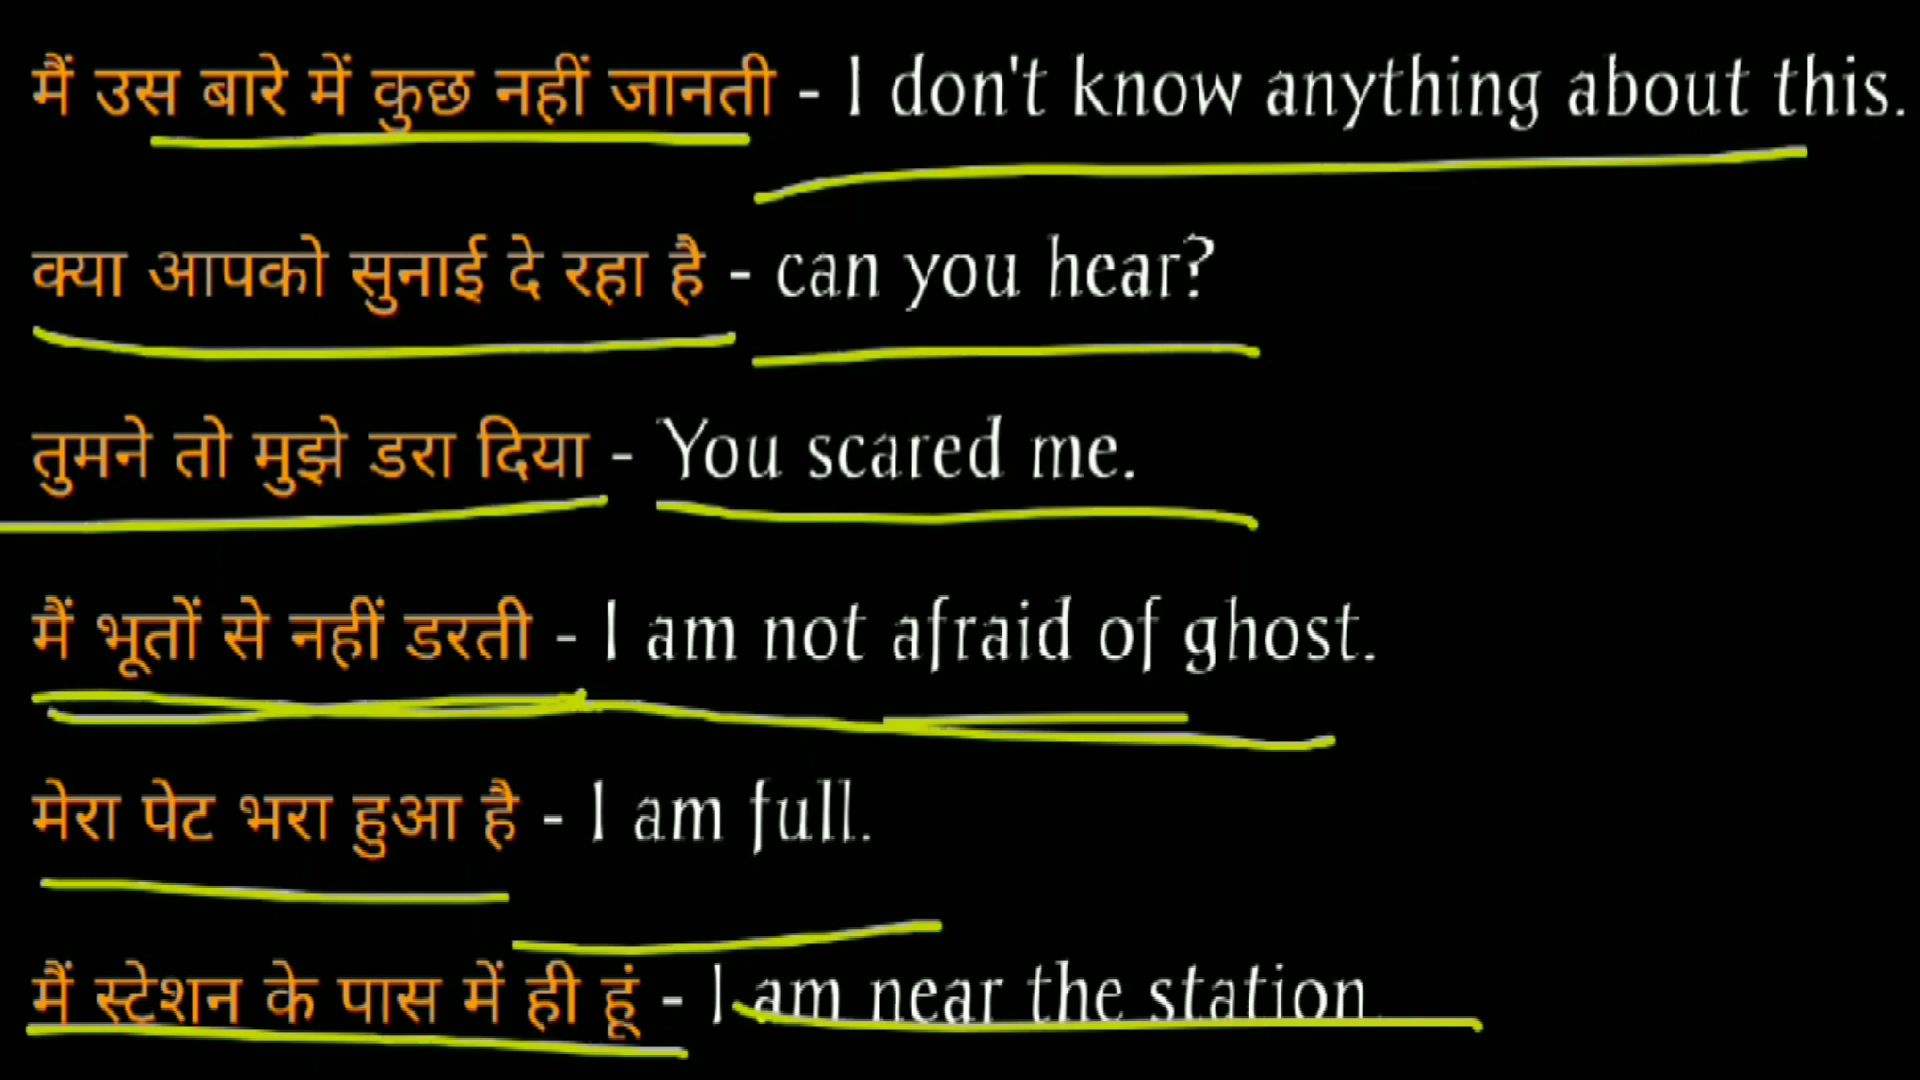 मैं उस बारे में कुछ नहीं जानती - I don't know anything about this.
क्या आपको सुनाई दे रहा है - can you hear?
तुमने तो मुझे डरा दिया - You scared me.
मैं भूतों से नहीं डरती - I am not afraid of ghost.
मेरा पेट भरा हुआ है - I am full.
मैं स्टेशन के पास में ही हूं - I am near the station.